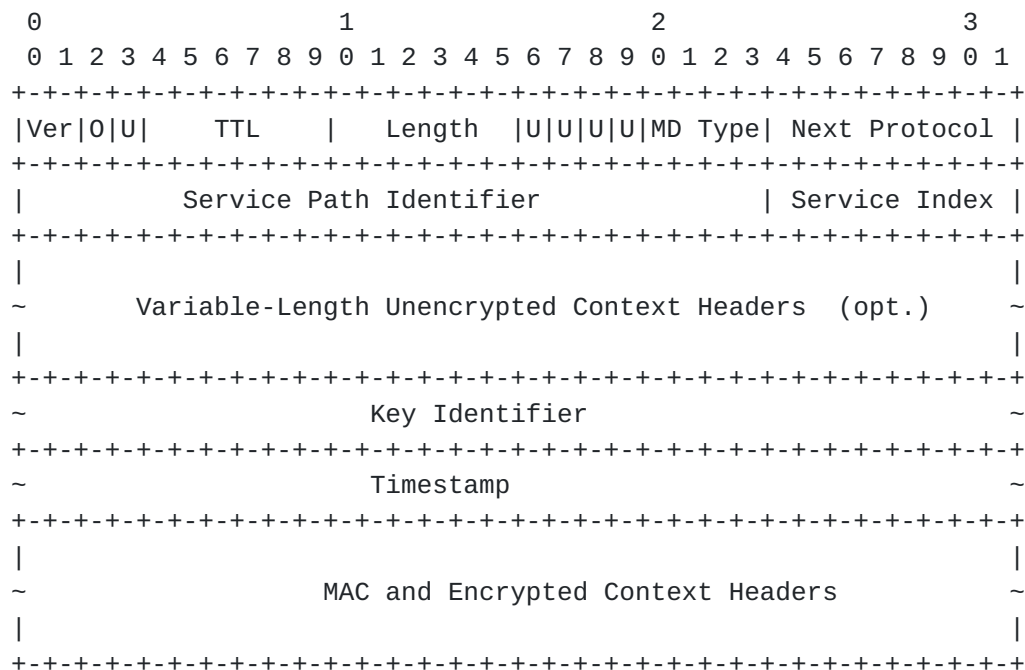 0                   1                   2                   3
 0 1 2 3 4 5 6 7 8 9 0 1 2 3 4 5 6 7 8 9 0 1 2 3 4 5 6 7 8 9 0 1
+-+-+-+-+-+-+-+-+-+-+-+-+-+-+-+-+-+-+-+-+-+-+-+-+-+-+-+-+-+-+-+-+
|Ver|O|U|    TTL    |   Length  |U|U|U|U|MD Type| Next Protocol |
+-+-+-+-+-+-+-+-+-+-+-+-+-+-+-+-+-+-+-+-+-+-+-+-+-+-+-+-+-+-+-+-+
|          Service Path Identifier              | Service Index |
+-+-+-+-+-+-+-+-+-+-+-+-+-+-+-+-+-+-+-+-+-+-+-+-+-+-+-+-+-+-+-+-+
|                                                               |
~       Variable-Length Unencrypted Context Headers  (opt.)     ~
|                                                               |
+-+-+-+-+-+-+-+-+-+-+-+-+-+-+-+-+-+-+-+-+-+-+-+-+-+-+-+-+-+-+-+-+
~                      Key Identifier                           ~
+-+-+-+-+-+-+-+-+-+-+-+-+-+-+-+-+-+-+-+-+-+-+-+-+-+-+-+-+-+-+-+-+
~                      Timestamp                                ~
+-+-+-+-+-+-+-+-+-+-+-+-+-+-+-+-+-+-+-+-+-+-+-+-+-+-+-+-+-+-+-+-+
|                                                               |
~                   MAC and Encrypted Context Headers           ~
|                                                               |
+-+-+-+-+-+-+-+-+-+-+-+-+-+-+-+-+-+-+-+-+-+-+-+-+-+-+-+-+-+-+-+-+